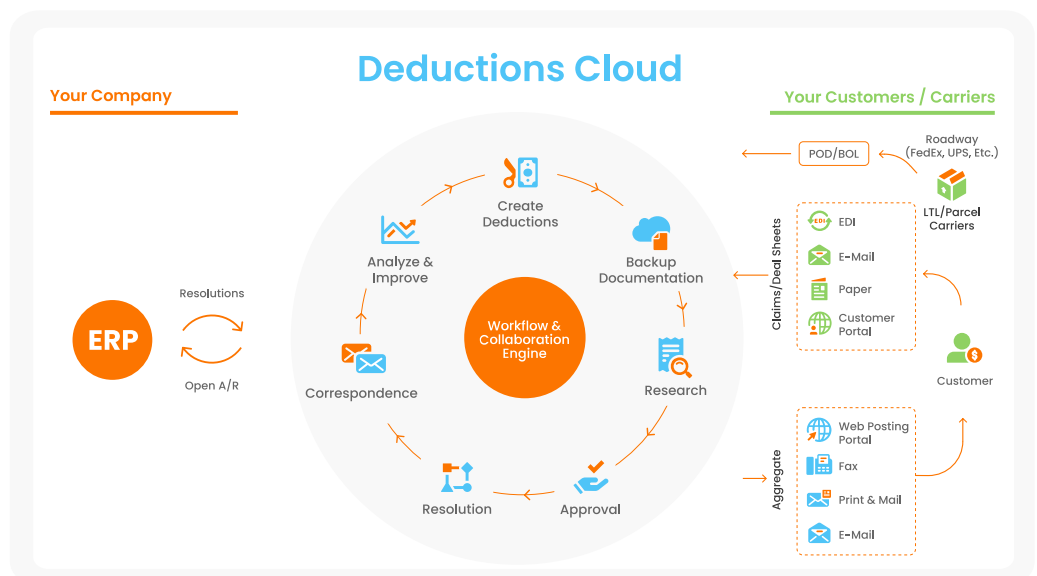 Deductions Cloud
Your Company
Your Customers / Carriers
Roadway
(FedEx, UPS, Etc.)
POD/BOL
LTL/Parcel
Carriers
Create
Deductions
Analyze &
Improve
Backup
Documentation
Workflow &
Collaboration
Engine
Correspondence
Research
Resolution
Approval
Resolutions
ERP
Open A/R
Claims/Deal Sheets
EDI
EDI
E-Mail
Paper
Customer
Portal
$
Customer
Aggregate
Web Posting
Portal
Fax
Print & Mail
E-Mail